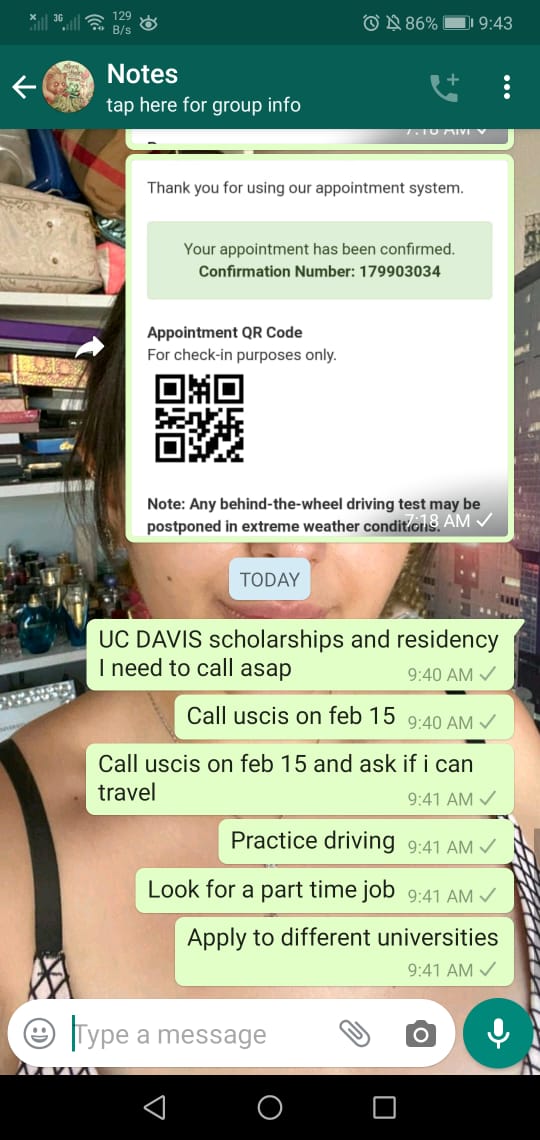 3G 129 B/s 86% 9:43
Notes
tap here for group info
7:18 AM
Thank you for using our appointment system.
Your appointment has been confirmed.
Confirmation Number: 179903034
Appointment QR Code
For check-in purposes only.
Note: Any behind-the-wheel driving test may be
postponed in extreme weather conditions.
7:18 AM
TODAY
UC DAVIS scholarships and residency
I need to call asap
9:40 AM
Call uscis on feb 15 9:40 AM
Call uscis on feb 15 and ask if i can
travel
9:41 AM
Practice driving 9:41 AM
Look for a part time job 9:41 AM
Apply to different universities
9:41 AM
Type a message